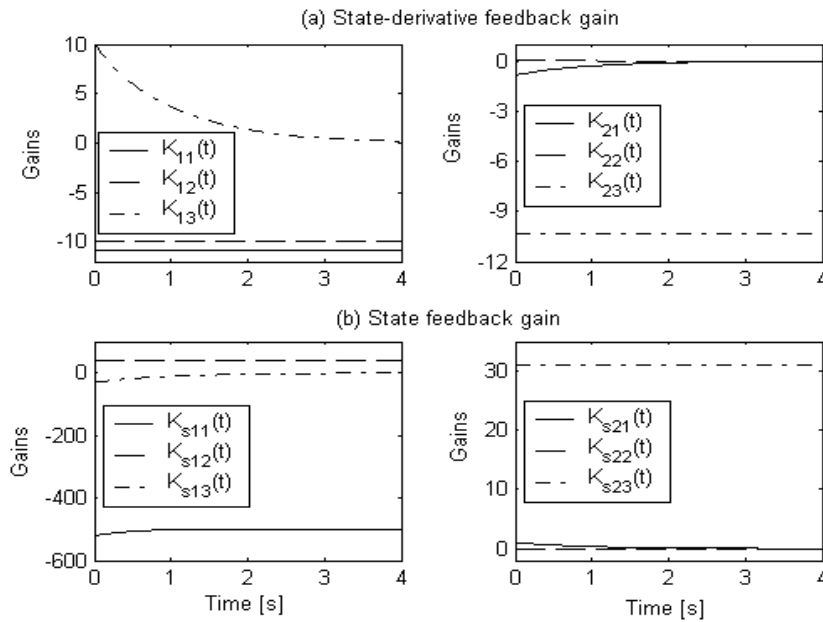 (a) State-derivative feedback gain
10
5
0
-5
-10
Gains
K11(t)
K12(t)
K13(t)
0 1 2 3 4
0
-3
-6
-9
-12
Gains
K21(t)
K22(t)
K23(t)
0 1 2 3 4
(b) State feedback gain
0
-200
-400
-600
Gains
Ks11(t)
Ks12(t)
Ks13(t)
0 1 2 3 4
Time [s]
30
20
10
0
Gains
Ks21(t)
Ks22(t)
Ks23(t)
0 1 2 3 4
Time [s]